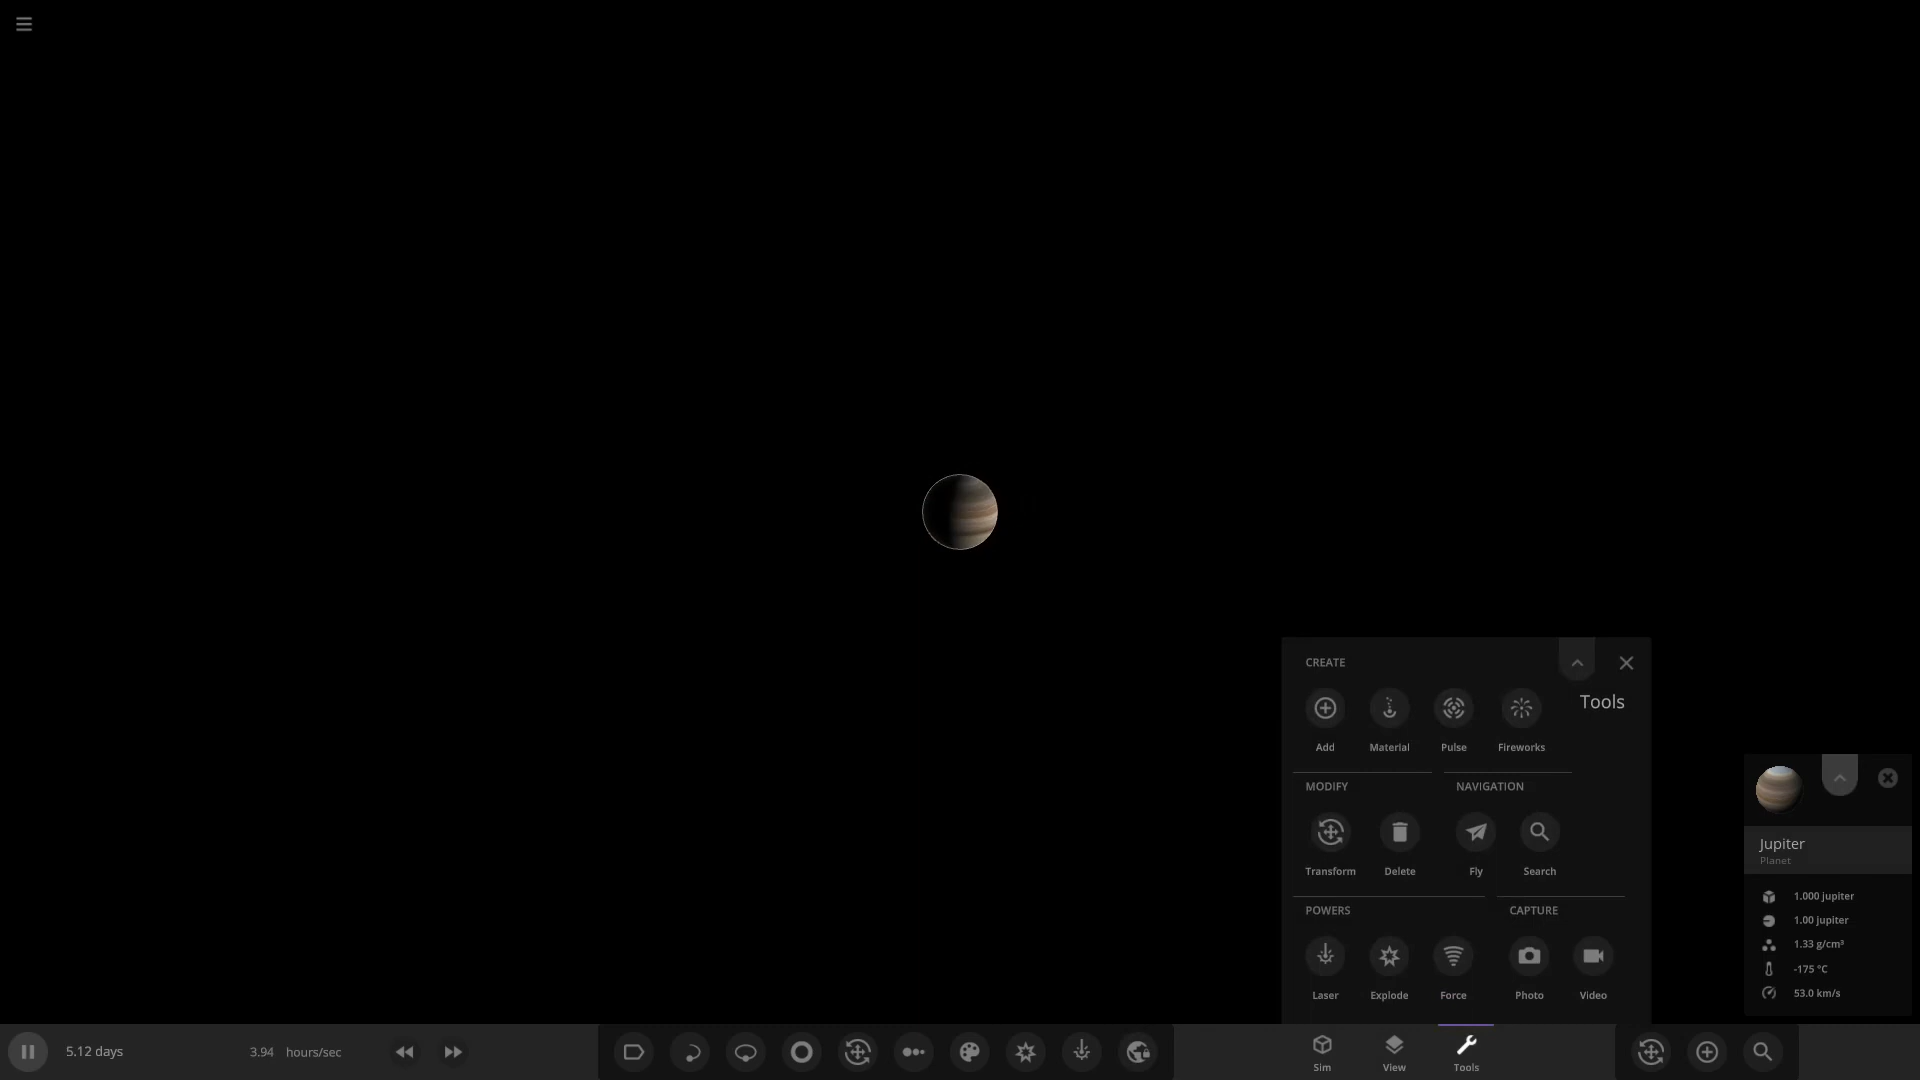 CREATE
Tools
Add
Material
Pulse
Fireworks
MODIFY
NAVIGATION
Transform
Delete
Fly
Search
POWERS
CAPTURE
Laser
Explode
Force
Photo
Video
Jupiter
Planet
1.000 jupiter
1.00 jupiter
1.33 g/cm³
-175 °C
53.0 km/s
5.12 days
3.94 hours/sec
Sim
View
Tools